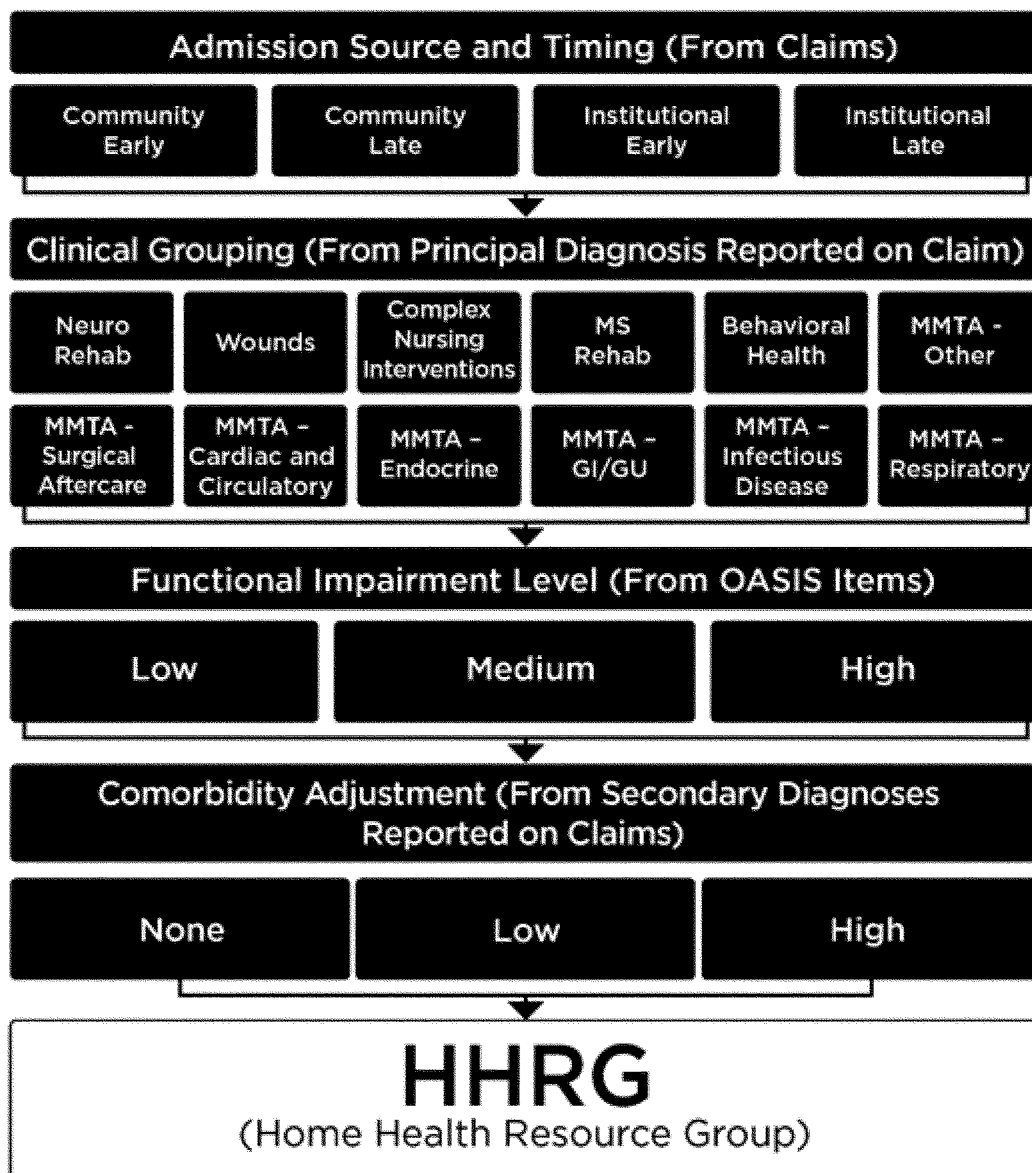 Admission Source and Timing (From Claims)
Community
Early
Community
Late
Institutional
Early
Institutional
Late
Clinical Grouping (From Principal Diagnosis Reported on Claim)
Neuro
Rehab
Wounds
Complex
Nursing
Interventions
MS
Rehab
Behavioral
Health
MMTA -
Other
MMTA -
Surgical
Aftercare
MMTA –
Cardiac and
Circulatory
MMTA –
Endocrine
MMTA –
GI/GU
MMTA –
Infectious
Disease
MMTA –
Respiratory
Functional Impairment Level (From OASIS Items)
Low
Medium
High
Comorbidity Adjustment (From Secondary Diagnoses
Reported on Claims)
None
Low
High
HHRG
(Home Health Resource Group)